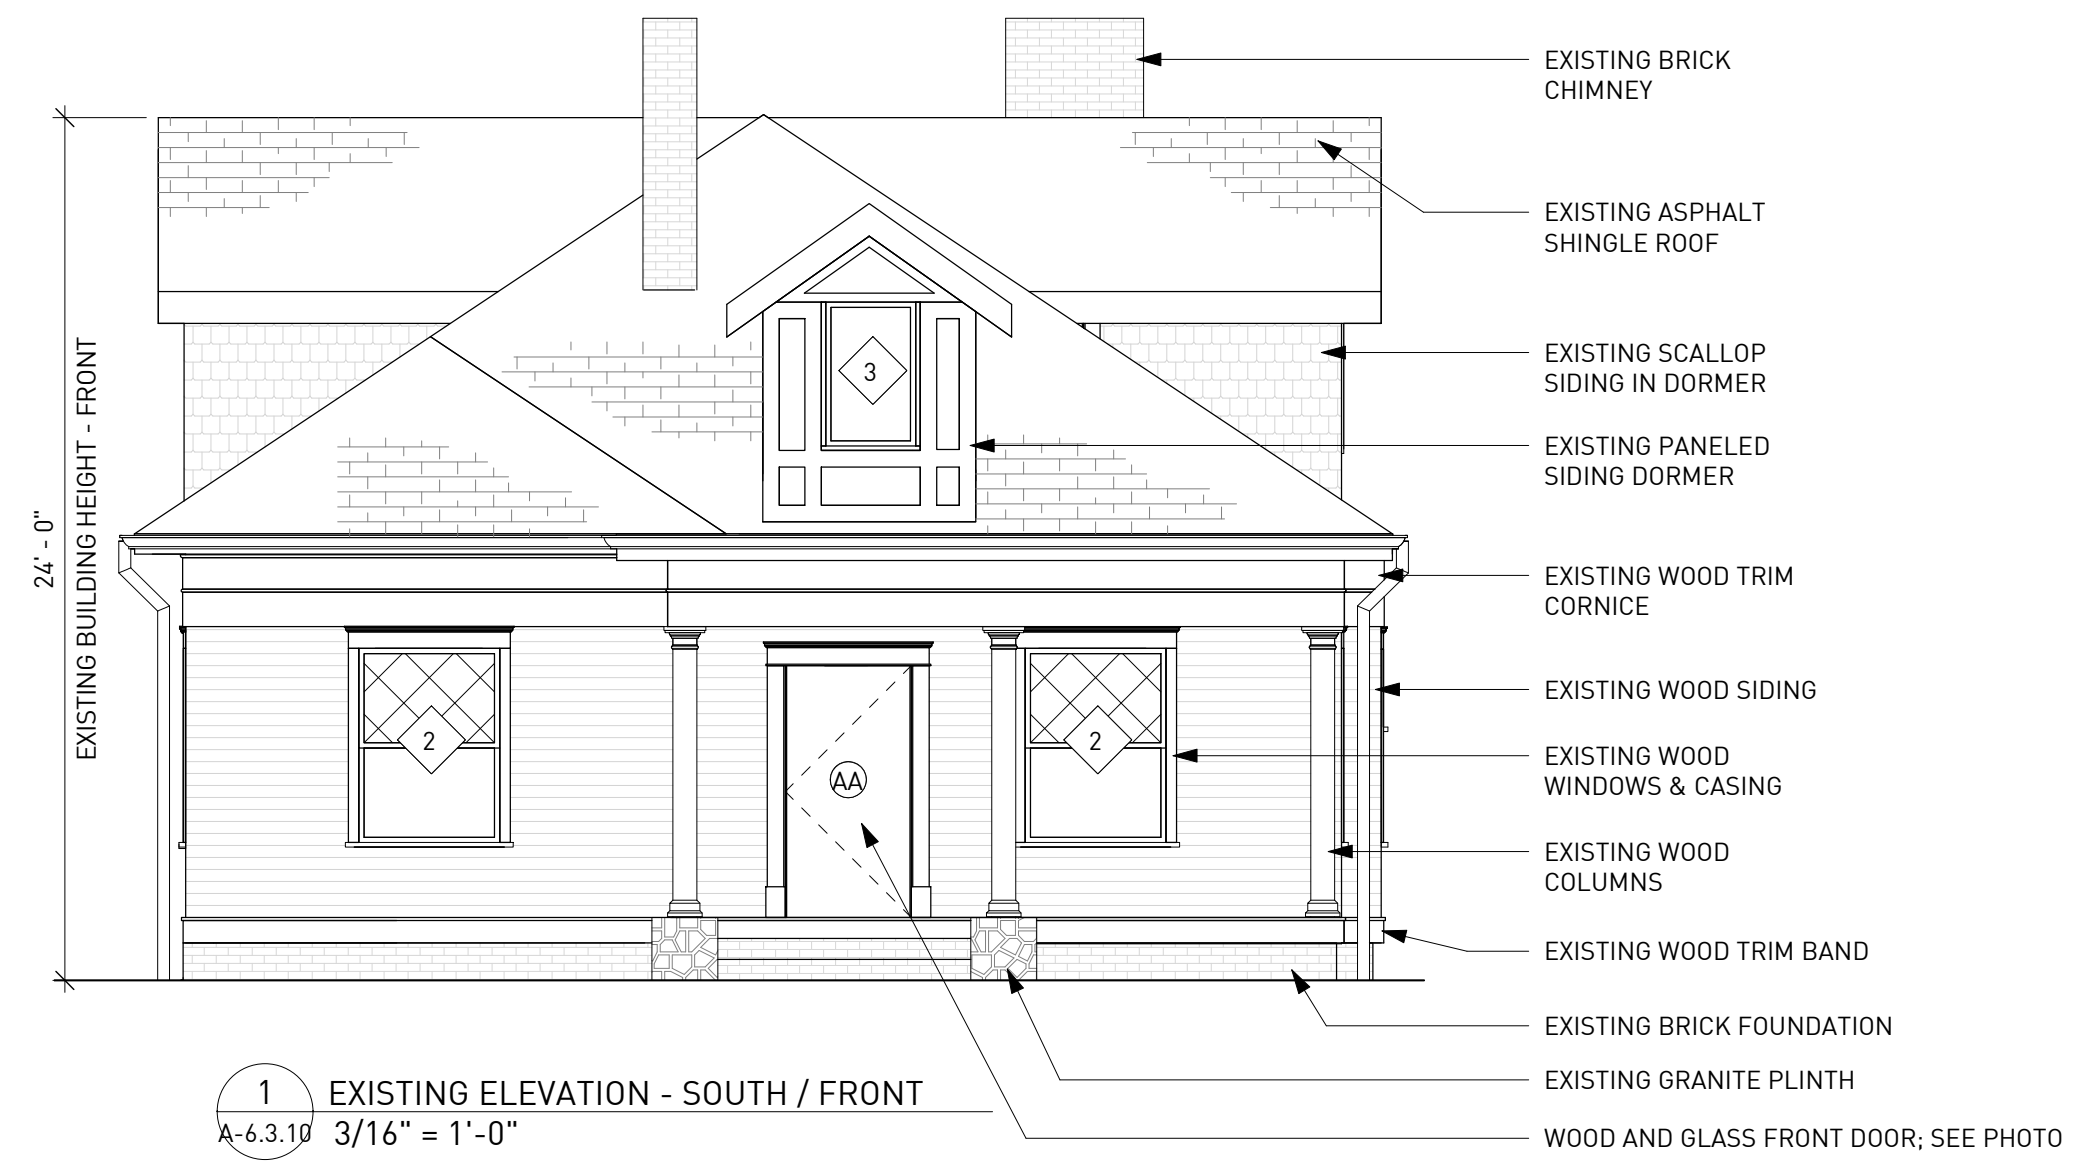 EXISTING BRICK
CHIMNEY
EXISTING ASPHALT
SHINGLE ROOF
EXISTING SCALLOP
SIDING IN DORMER
EXISTING PANELED
SIDING DORMER
EXISTING WOOD TRIM
CORNICE
EXISTING WOOD SIDING
EXISTING WOOD
WINDOWS & CASING
EXISTING WOOD
COLUMNS
EXISTING WOOD TRIM BAND
EXISTING BRICK FOUNDATION
EXISTING GRANITE PLINTH
WOOD AND GLASS FRONT DOOR; SEE PHOTO
24' - 0"
EXISTING BUILDING HEIGHT - FRONT
3
2
2
AA
1
A-6.3.10
EXISTING ELEVATION - SOUTH / FRONT
3/16" = 1'-0"